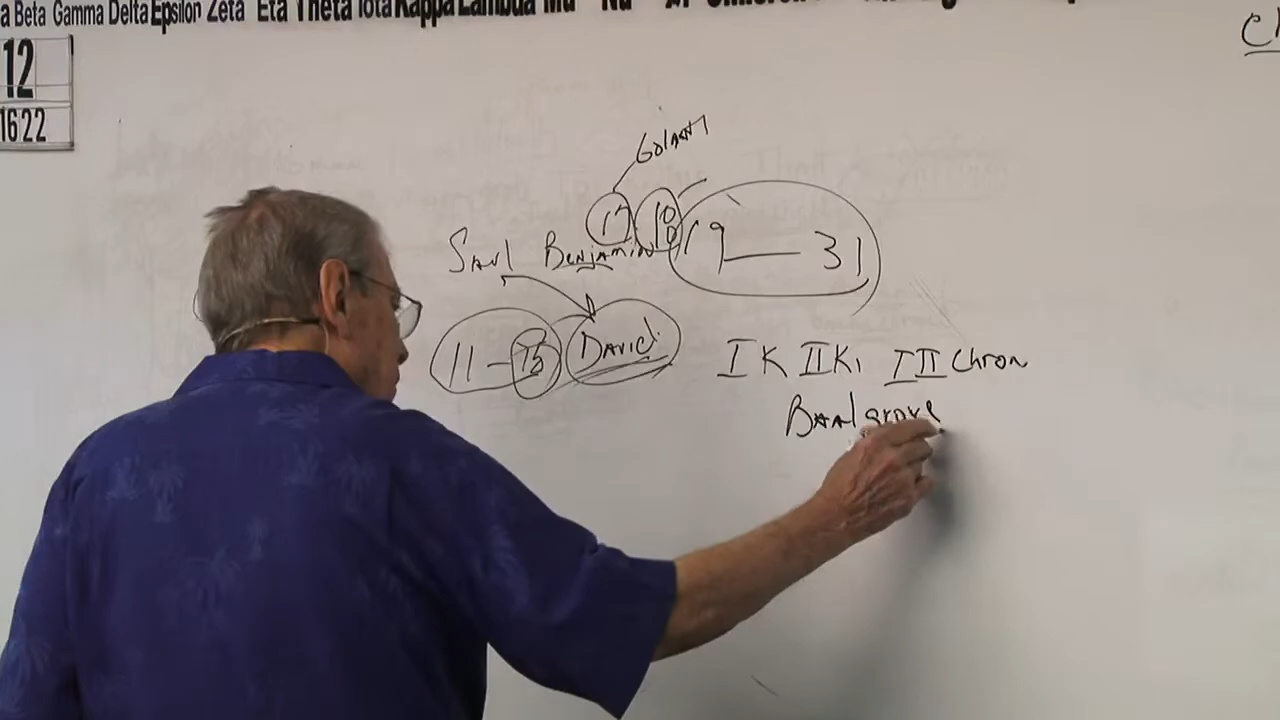 a Beta Gamma Delta Epsilon Zeta Eta Theta Iota Kappa Lambda Mu Nu
12
1622
C
17 18
19 — 31
Saul Benjamin
11 – 15 David
I K II Ki I II Chron
Baal grove